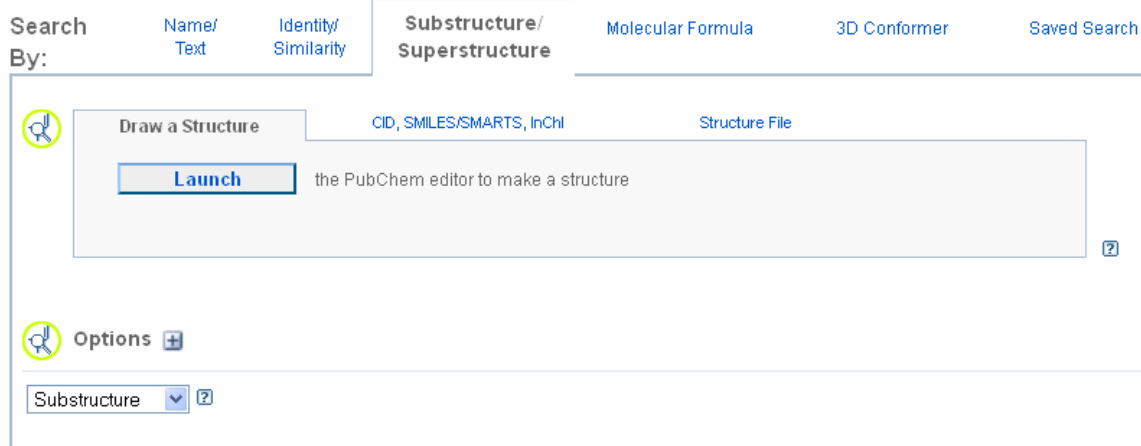 Search By:
Name/ Text
Identity/ Similarity
Substructure/ Superstructure
Molecular Formula
3D Conformer
Saved Search
Draw a Structure
CID, SMILES/SMARTS, InChI
Structure File
Launch the PubChem editor to make a structure
?
Options +
Substructure ?